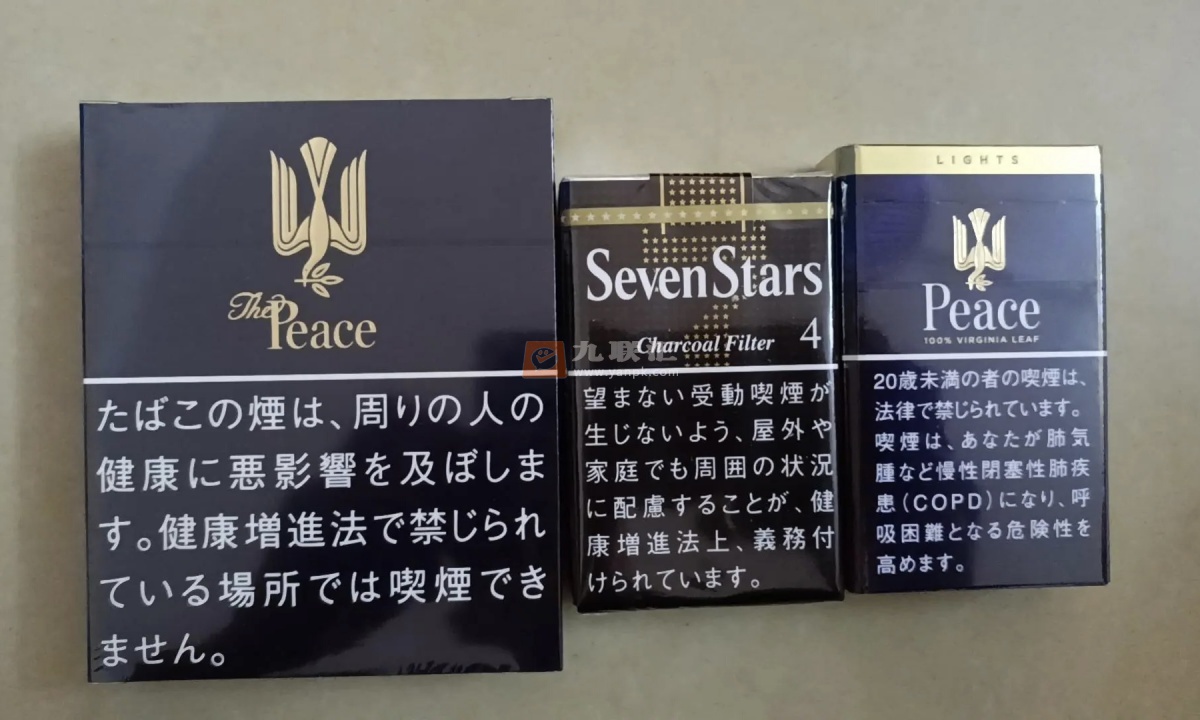 The
Peace
たばこの煙は、周りの人の
健康に悪影響を及ぼしま
す。健康増進法で禁じられ
ている場所では喫煙でき
ません。
Seven Stars
Charcoal Filter 4
九联汇
www.yanpk.com
望まない受動喫煙が
生じないよう、屋外や
家庭でも周囲の状況
に配慮することが、健
康増進法上、義務付
けられています。
LIGHTS
Peace
100% VIRGINIA LEAF
20歳未満の者の喫煙は、
法律で禁じられています。
喫煙は、あなたが肺気
腫など慢性閉塞性肺疾
患(COPD)になり、呼
吸困難となる危険性を
高めます。